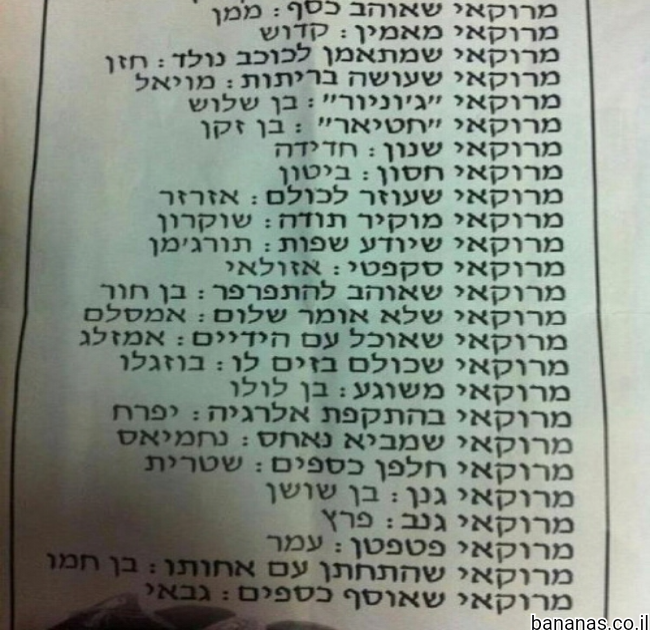 מרוקאי שאוהב כסף : ממן
מרוקאי מאמין : קדוש
מרוקאי שמתאמן לכוכב נולד : חזן
מרוקאי שעושה בריתות : מויאל
מרוקאי "ג'וניור" : בן שלוש
מרוקאי "חטיאר" : בן זקן
מרוקאי שנון : חדידה
מרוקאי חסון : ביטון
מרוקאי שעוזר לכולם : אזרזר
מרוקאי מוקיר תודה : שוקרון
מרוקאי שיודע שפות : תורג'מן
מרוקאי סקפטי : אזולאי
מרוקאי שאוהב להתפרפר : בן חור
מרוקאי שלא אומר שלום : אמסלם
מרוקאי שאוכל עם הידיים : אמזלג
מרוקאי שכולם בזים לו : בוזגלו
מרוקאי משוגע : בן לולו
מרוקאי בהתקפת אלרגיה : יפרח
מרוקאי שמביא נאחס : נחמיאס
מרוקאי חלפן כספים : שטרית
מרוקאי גנן : בן שושן
מרוקאי גנב : פרץ
מרוקאי פטפטן : עמר
מרוקאי שהתחתן עם אחותו : בן חמו
מרוקאי שאוסף כספים : גבאי
bananas.co.il